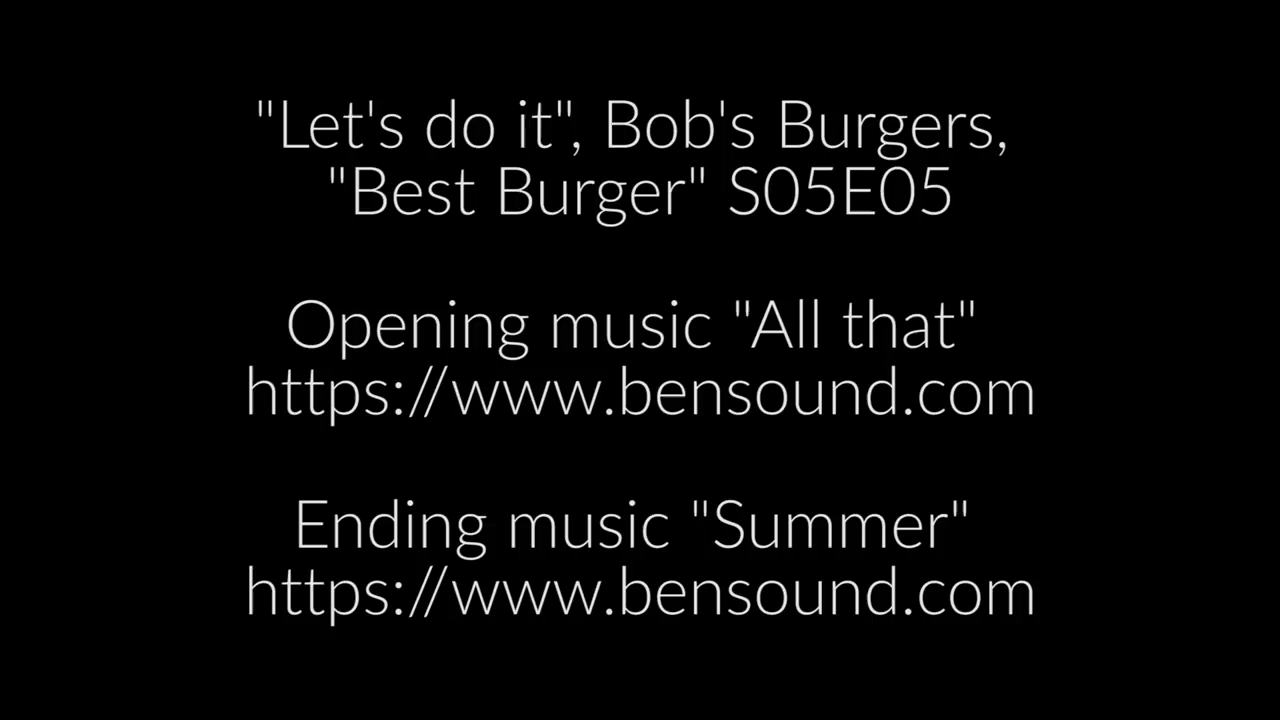 "Let's do it", Bob's Burgers,
"Best Burger" S05E05
Opening music "All that"
https://www.bensound.com
Ending music "Summer"
https://www.bensound.com